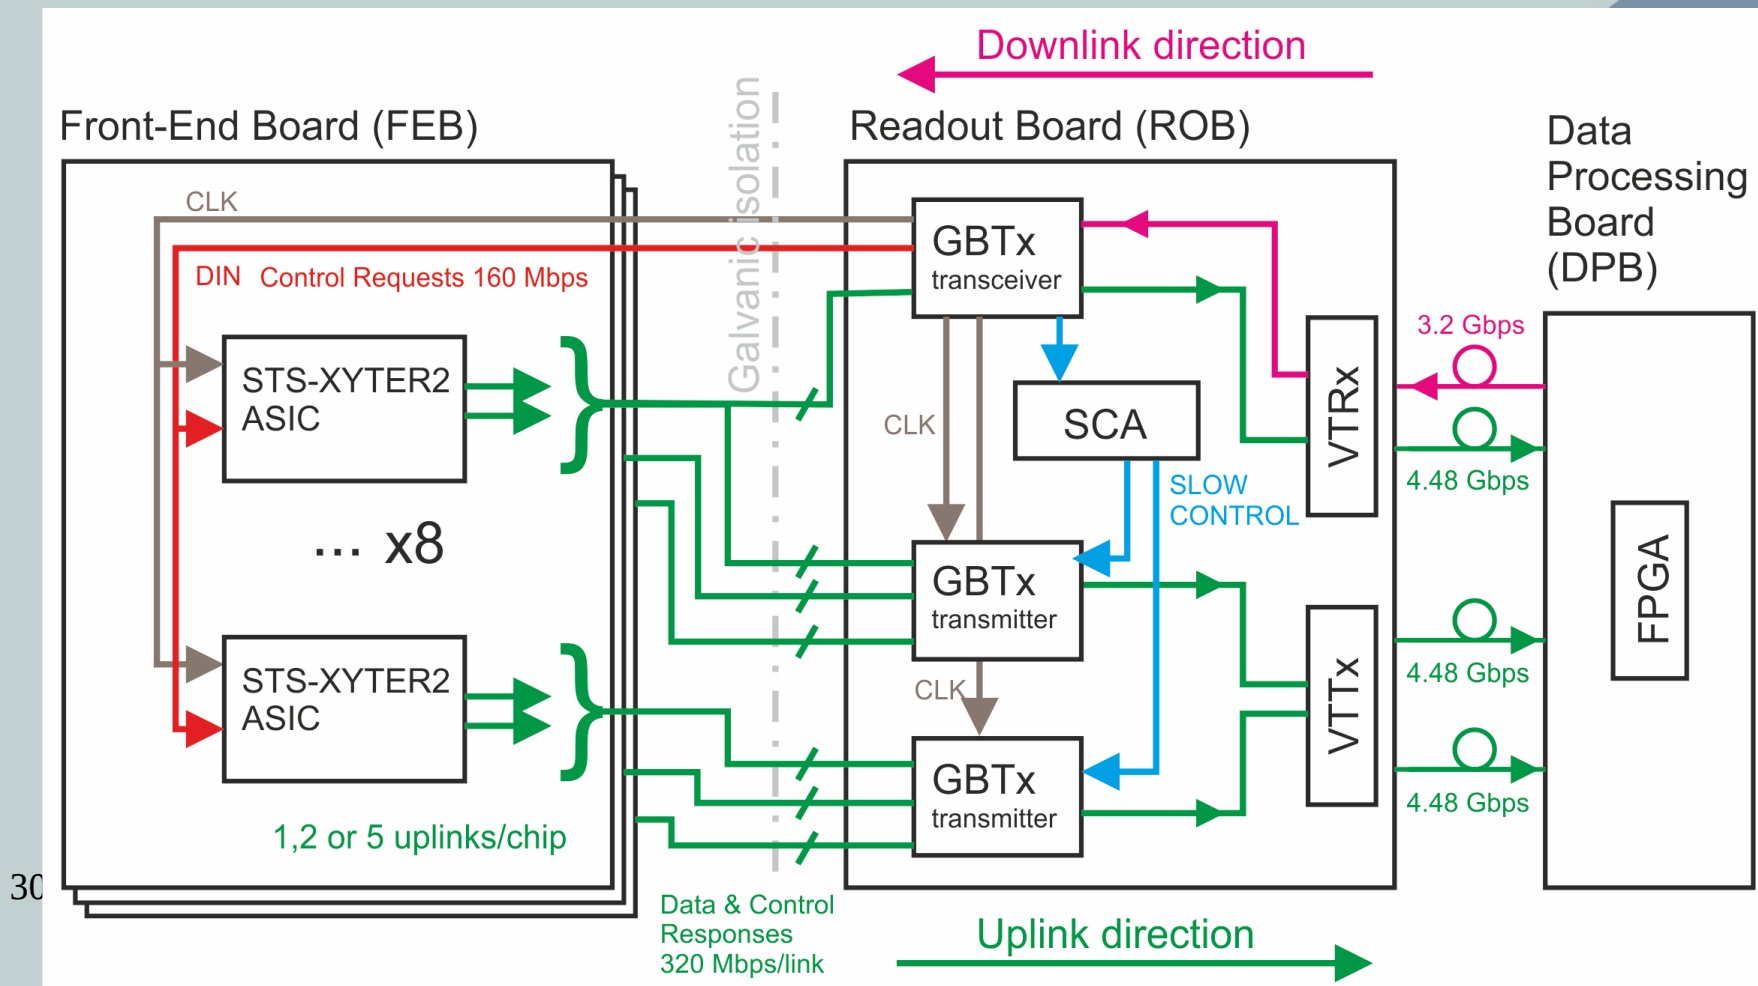 Downlink direction
Front-End Board (FEB)
Galvanic isolation
Readout Board (ROB)
Data
Processing
Board
(DPB)
CLK
DIN Control Requests 160 Mbps
GBTx
transceiver
STS-XYTER2
ASIC
... x8
STS-XYTER2
ASIC
1,2 or 5 uplinks/chip
CLK
SCA
SLOW
CONTROL
GBTx
transmitter
CLK
GBTx
transmitter
VTRx
VTTx
3.2 Gbps
4.48 Gbps
4.48 Gbps
4.48 Gbps
FPGA
30
Data & Control
Responses
320 Mbps/link
Uplink direction